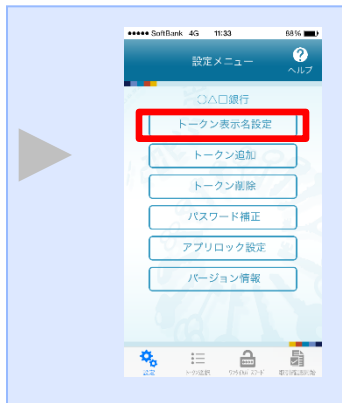 SoftBank 4G 11:33 88%
設定メニュー
?
ヘルプ
○△□銀行
トークン表示名設定
トークン追加
トークン削除
パスワード補正
アプリロック設定
バージョン情報
設定